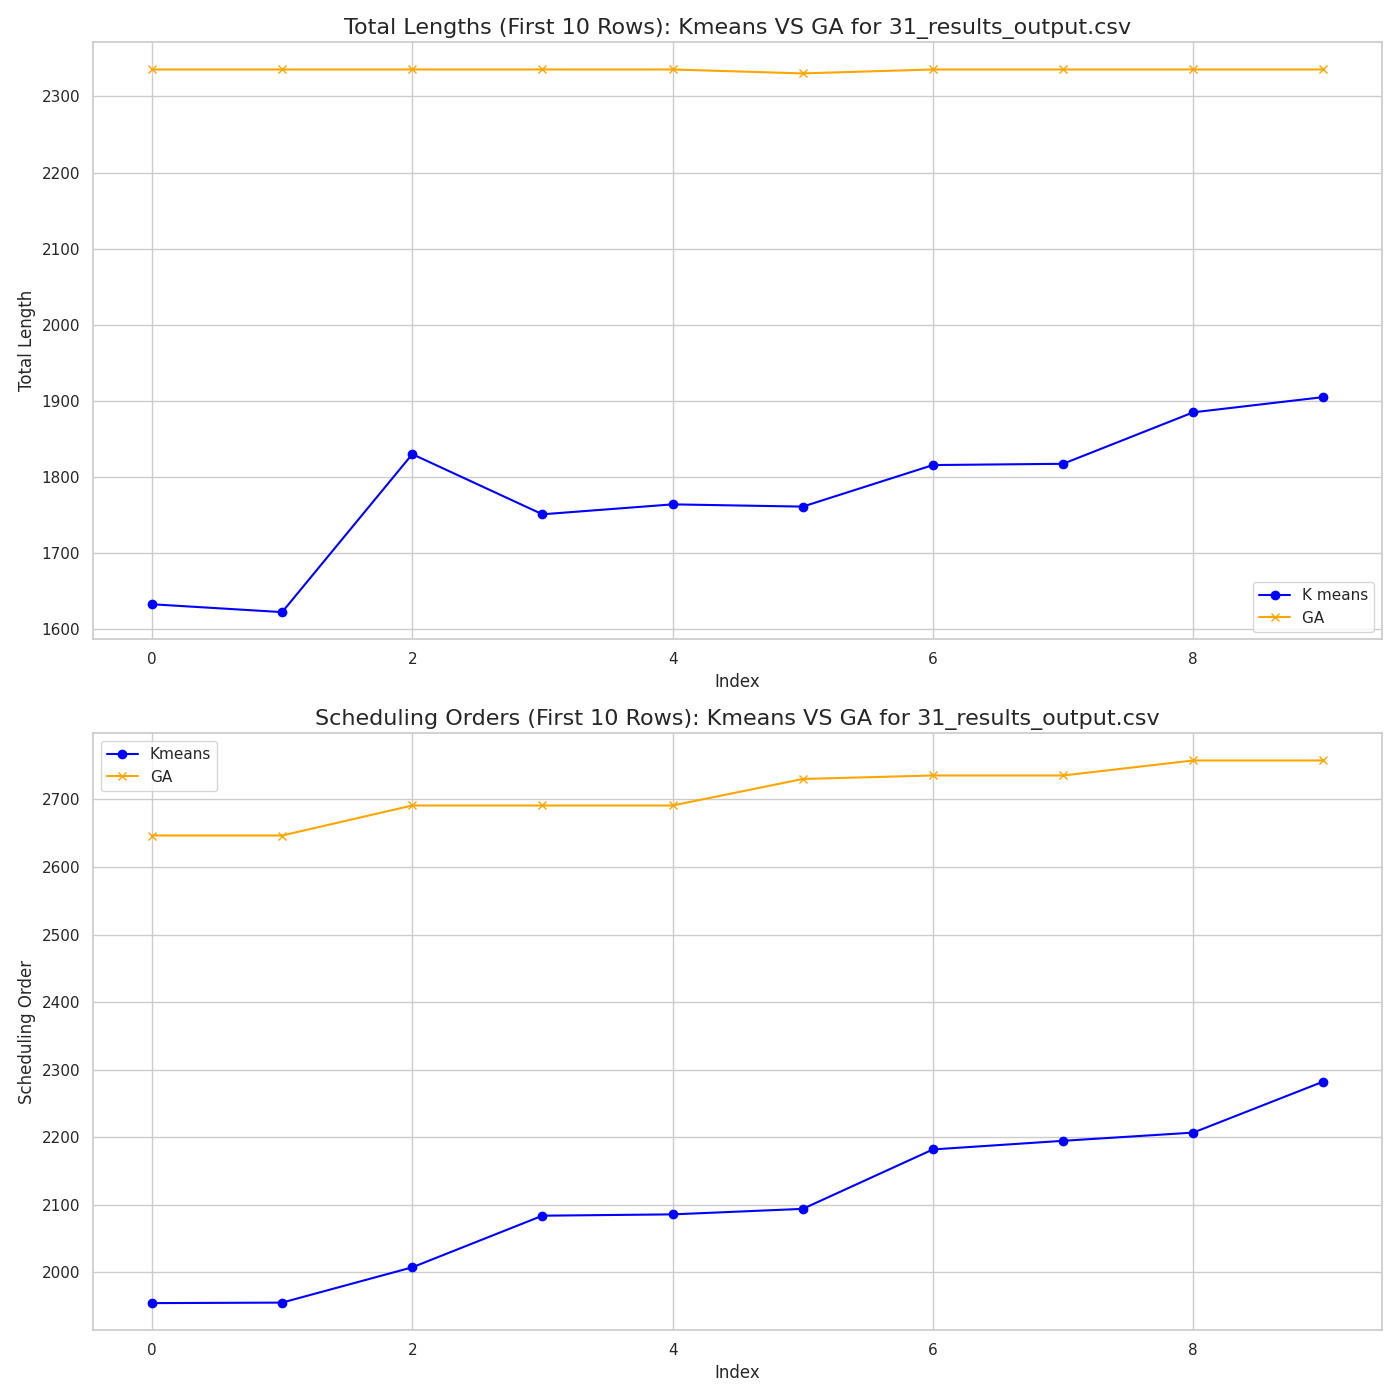 Total Lengths (First 10 Rows): Kmeans VS GA for 31_results_output.csv
Total Length
2300
2200
2100
2000
1900
1800
1700
1600
K means
GA
0 2 4 6 8
Index
Scheduling Orders (First 10 Rows): Kmeans VS GA for 31_results_output.csv
Kmeans
GA
Scheduling Order
2700
2600
2500
2400
2300
2200
2100
2000
0 2 4 6 8
Index